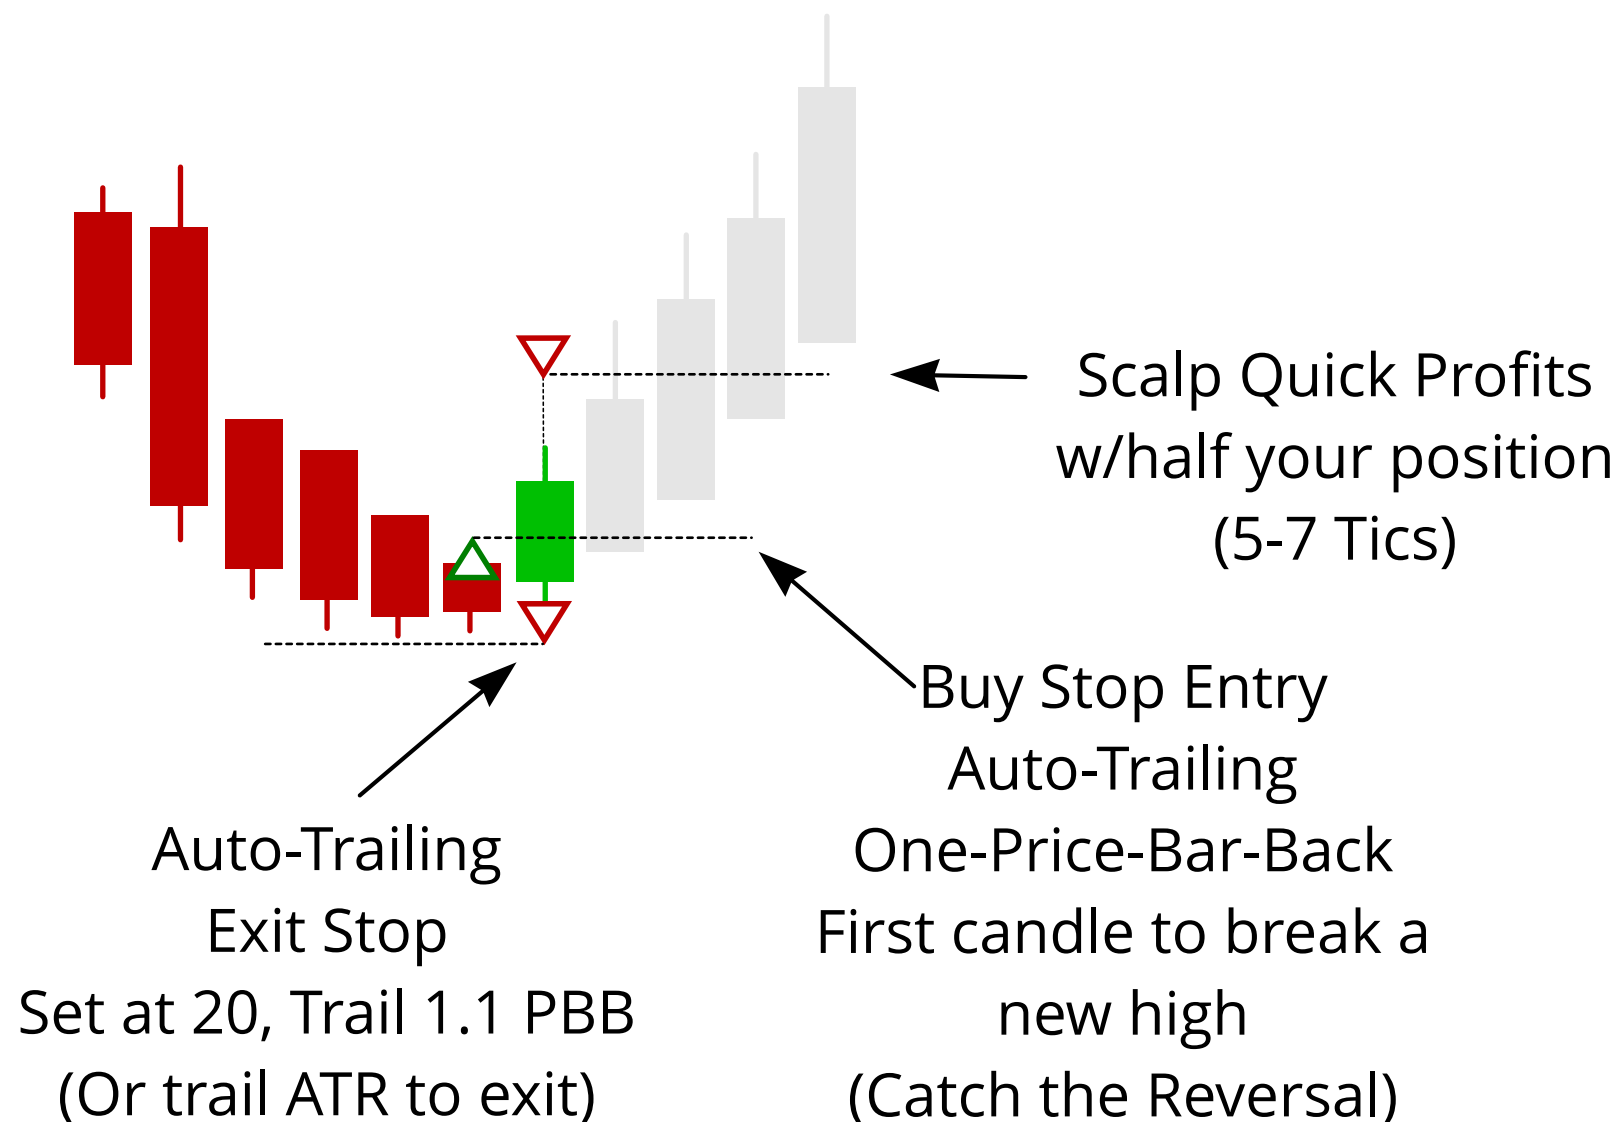 Scalp Quick Profits
w/half your position
(5-7 Tics)
Buy Stop Entry
Auto-Trailing
One-Price-Bar-Back
First candle to break a
new high
(Catch the Reversal)
Auto-Trailing
Exit Stop
Set at 20, Trail 1.1 PBB
(Or trail ATR to exit)